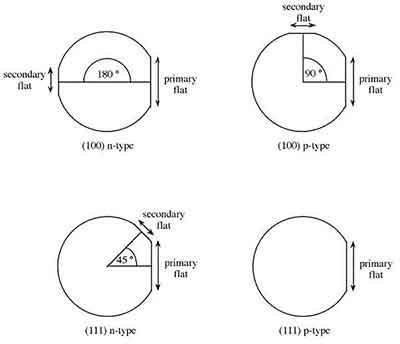 secondary
flat
secondary
flat
180°
primary
flat
90°
primary
flat
(100) n-type
(100) p-type
secondary
flat
45°
primary
flat
primary
flat
(111) n-type
(111) p-type